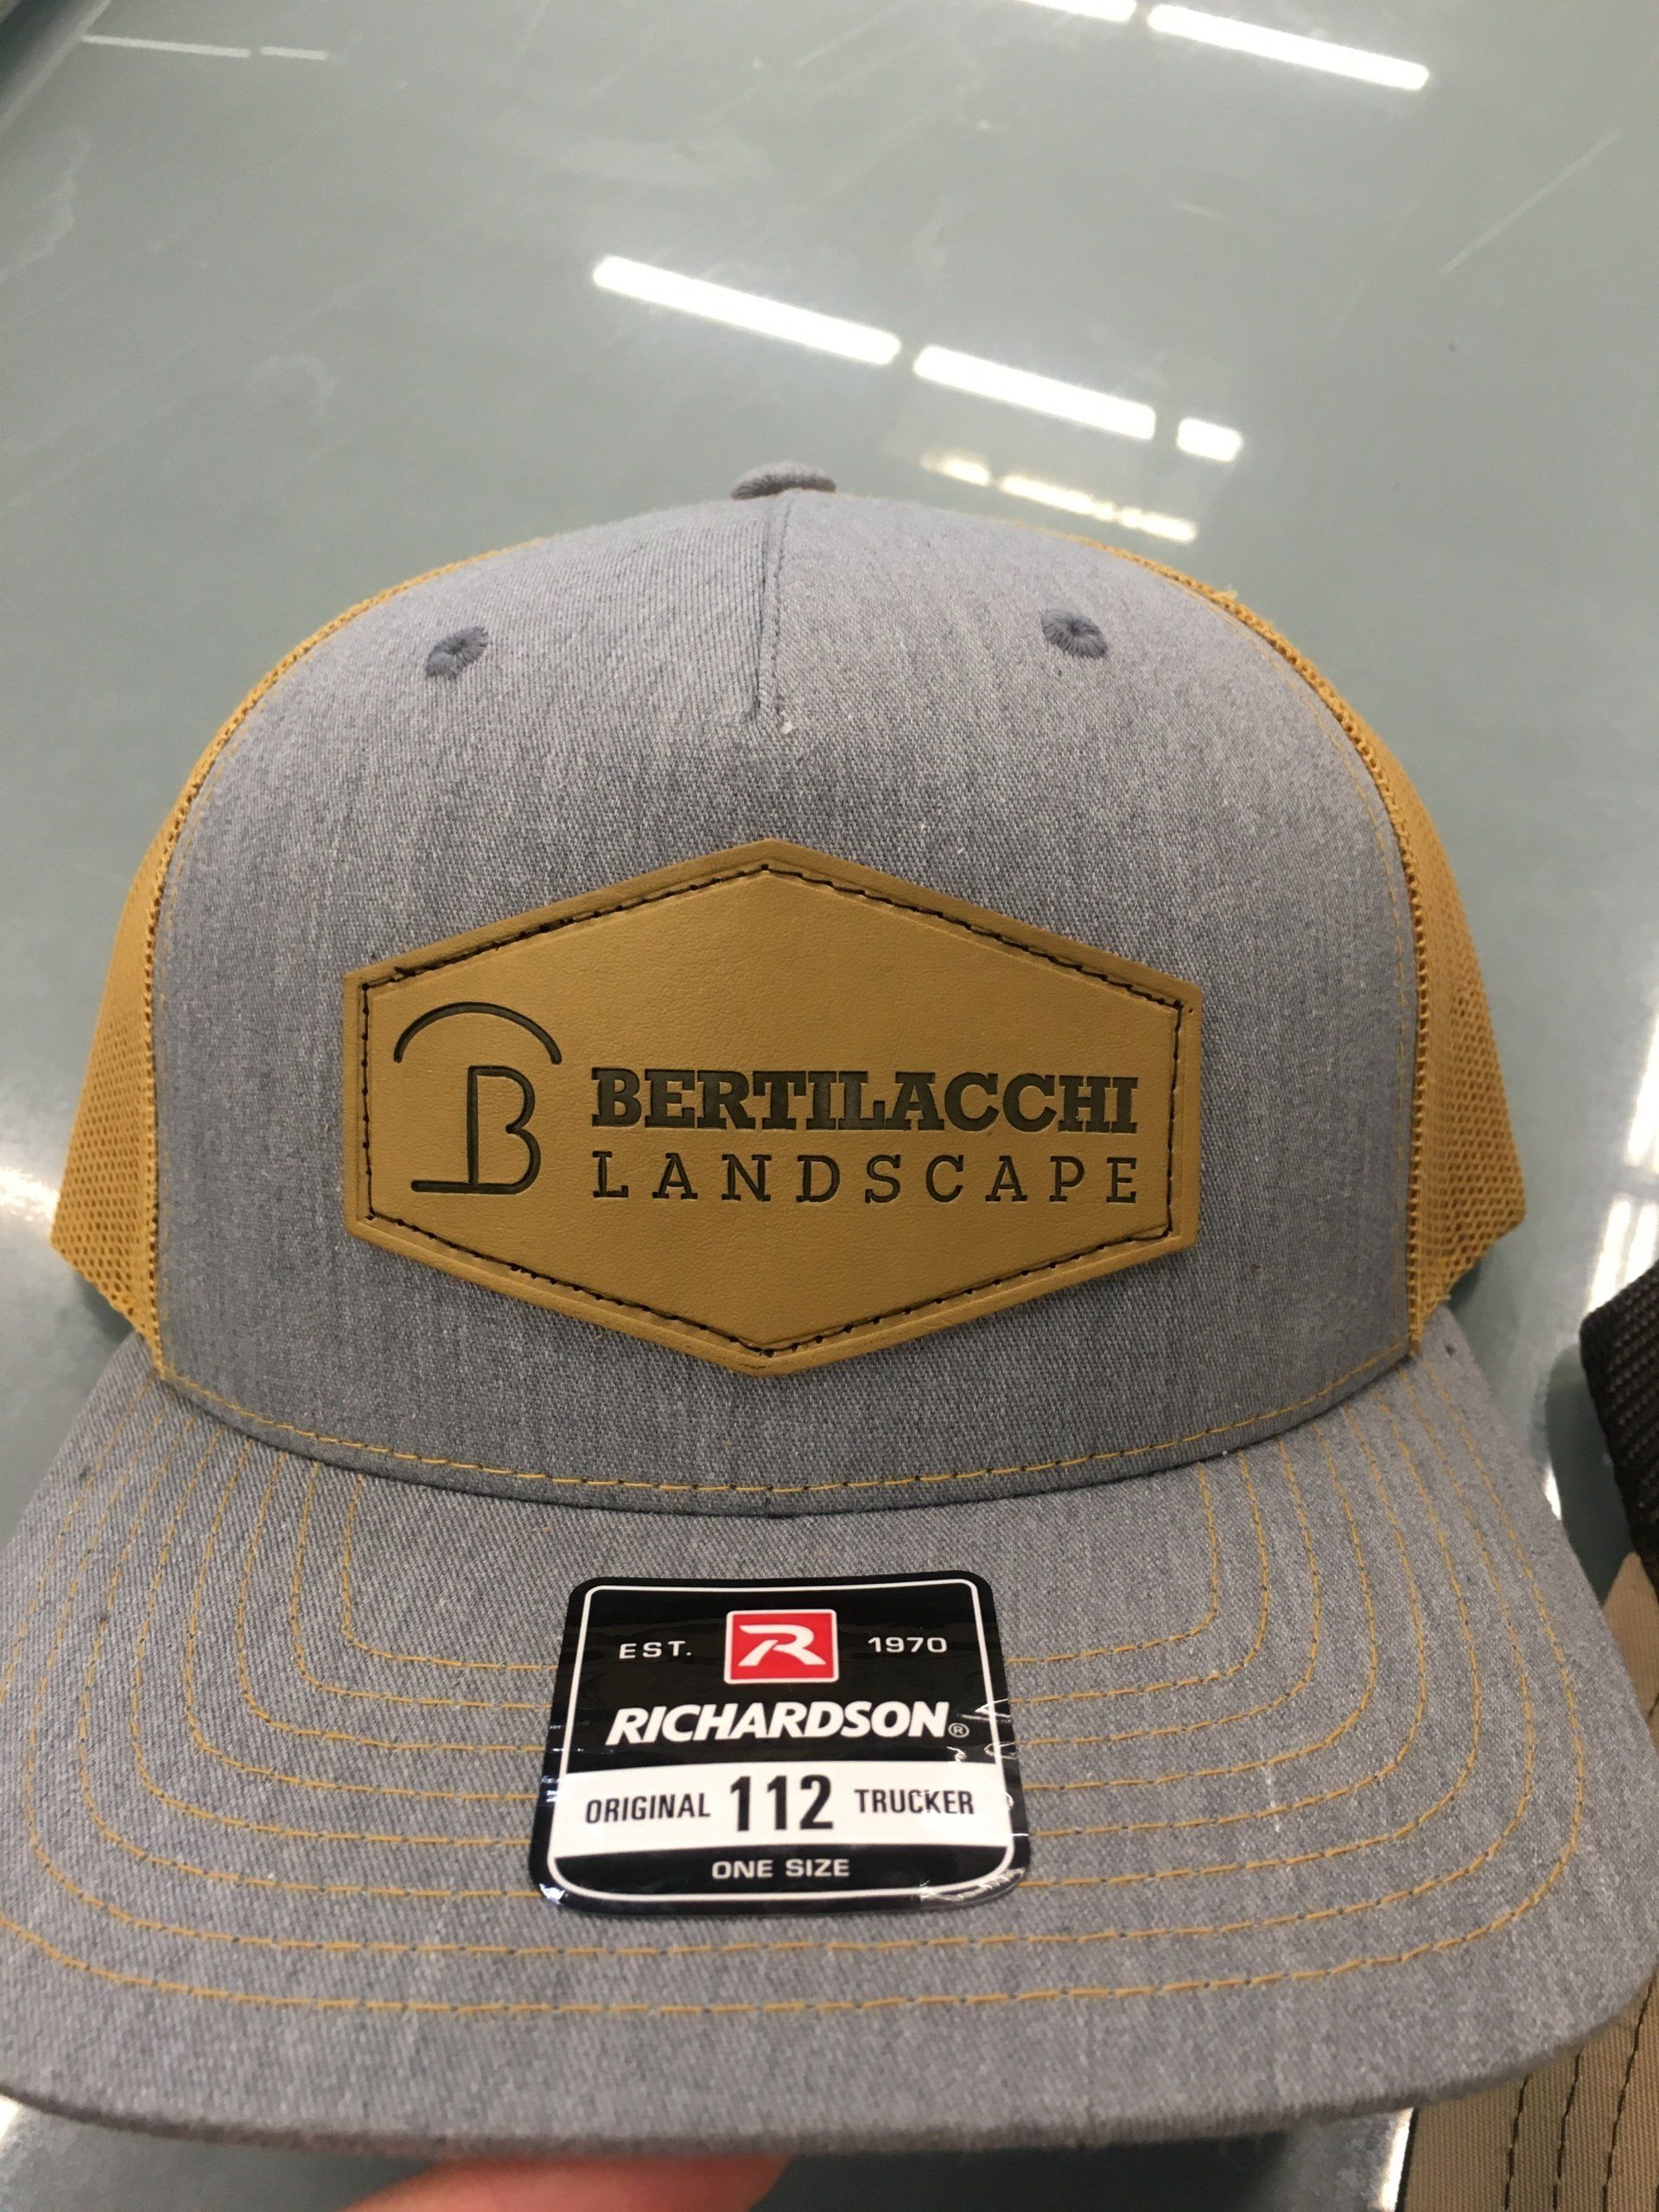 B
BERTILACCHI
LANDSCAPE
EST. R 1970
RICHARDSON®
ORIGINAL 112 TRUCKER
ONE SIZE